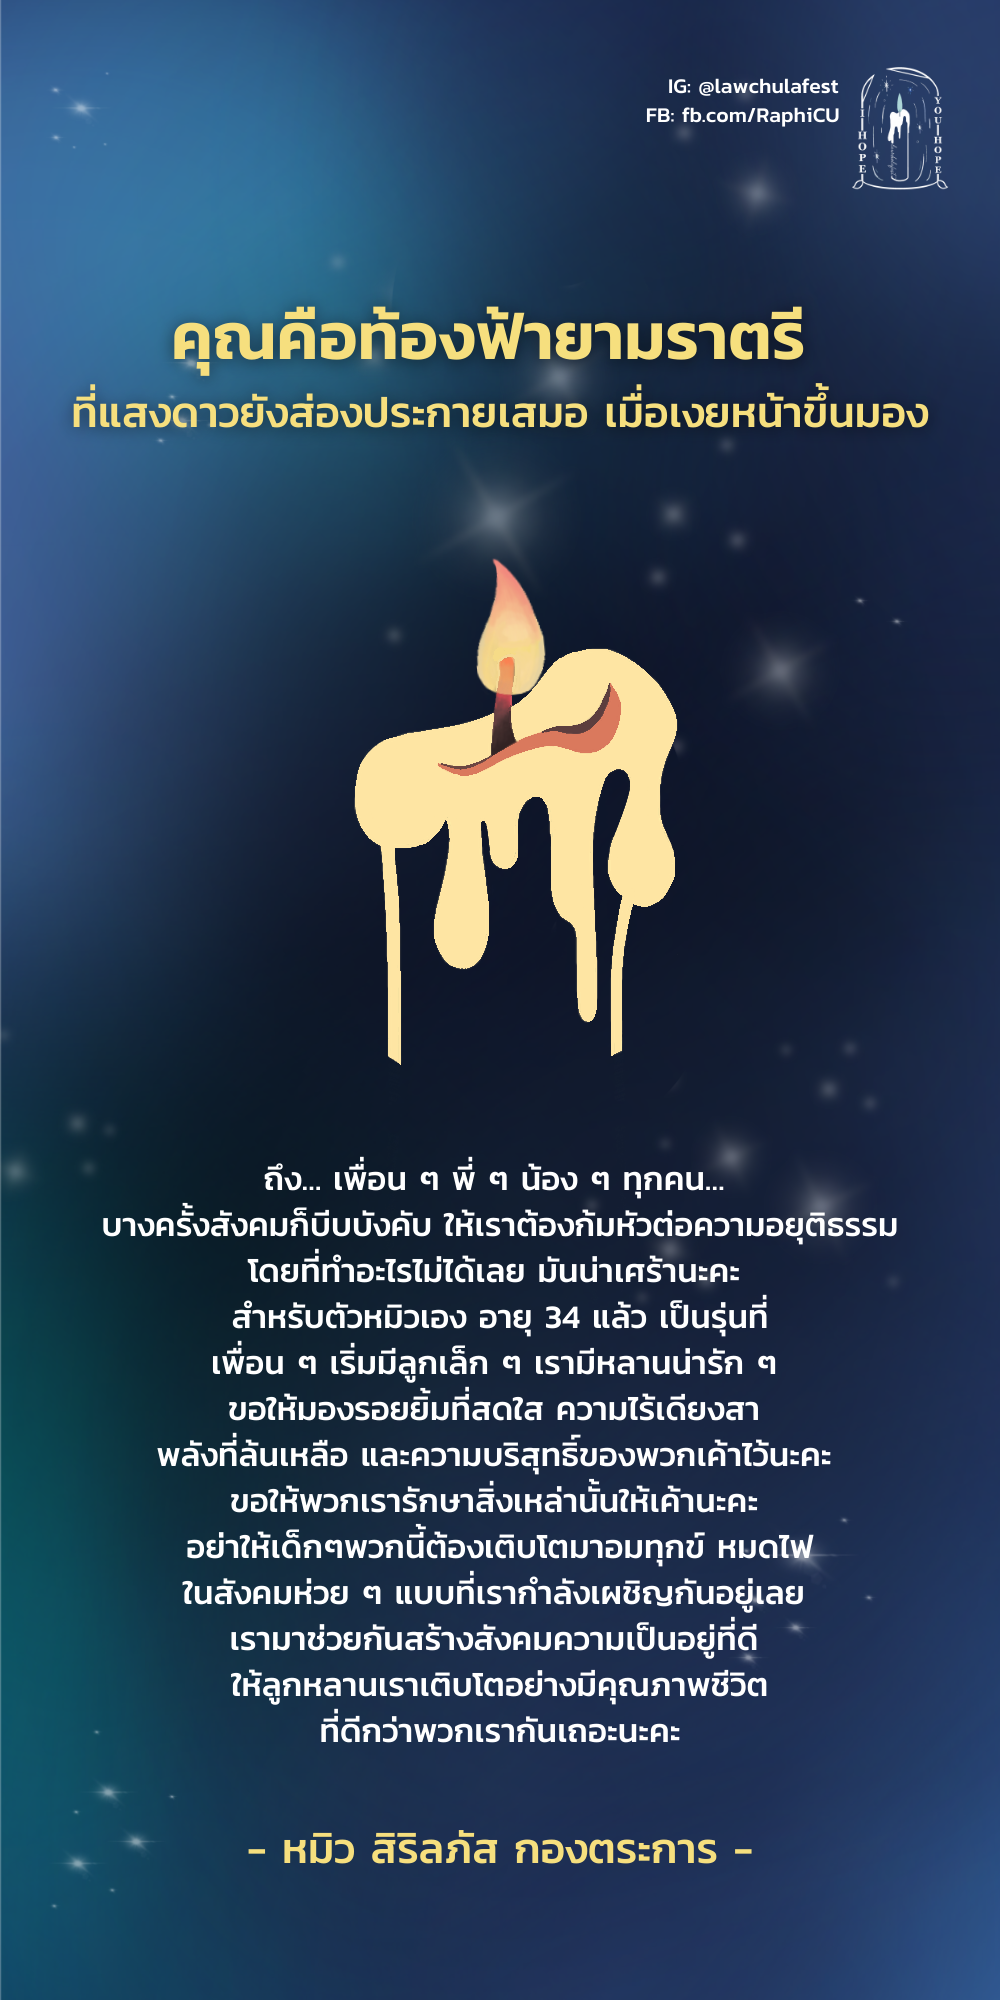 IG: @lawchulafest
FB: fb.com/RaphiCU
I HOPE
YOU HOPE
คุณคือท้องฟ้ายามราตรี
ที่แสงดาวยังส่องประกายเสมอ เมื่อเงยหน้าขึ้นมอง
ถึง... เพื่อน ๆ พี่ ๆ น้อง ๆ ทุกคน...
บางครั้งสังคมก็บีบบังคับ ให้เราต้องก้มหัวต่อความอยุติธรรม
โดยที่ทำอะไรไม่ได้เลย มันน่าเศร้านะคะ
สำหรับตัวหมิวเอง อายุ 34 แล้ว เป็นรุ่นที่
เพื่อน ๆ เริ่มมีลูกเล็ก ๆ เรามีหลานน่ารัก ๆ
ขอให้มองรอยยิ้มที่สดใส ความไร้เดียงสา
พลังที่ล้นเหลือ และความบริสุทธิ์ของพวกเค้าไว้นะคะ
ขอให้พวกเรารักษาสิ่งเหล่านั้นให้เค้านะคะ
อย่าให้เด็กๆพวกนี้ต้องเติบโตมาอมทุกข์ หมดไฟ
ในสังคมห่วย ๆ แบบที่เรากำลังเผชิญกันอยู่เลย
เรามาช่วยกันสร้างสังคมความเป็นอยู่ที่ดี
ให้ลูกหลานเราเติบโตอย่างมีคุณภาพชีวิต
ที่ดีกว่าพวกเรากันเถอะนะคะ
- หมิว สิริลภัส กองตระการ -